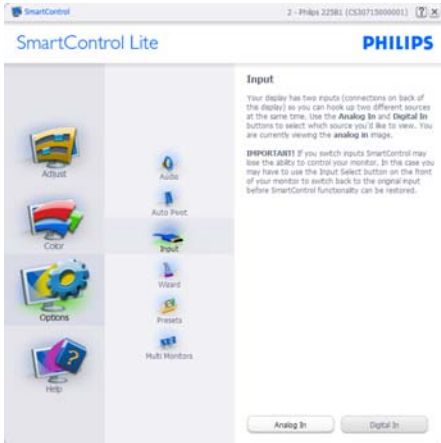 SmartControl
2 - Philips 225B1 (CS30715000001)
SmartControl Lite
PHILIPS
Adjust
Color
Options
Help
Audio
Auto Pivot
Input
Wizard
Presets
Multi Monitors
Input
Your display has two inputs (connections on back of
the display) so you can hook up two different sources
at the same time. Use the Analog In and Digital In
buttons to select which source you'd like to view. You
are currently viewing the analog in image.
IMPORTANT! If you switch inputs SmartControl may
lose the ability to control your monitor. In the case you
may have to use the Input Select button on the front
of your monitor to switch back to the original input
before SmartControl functionality can be restored.
Analog In
Digital In